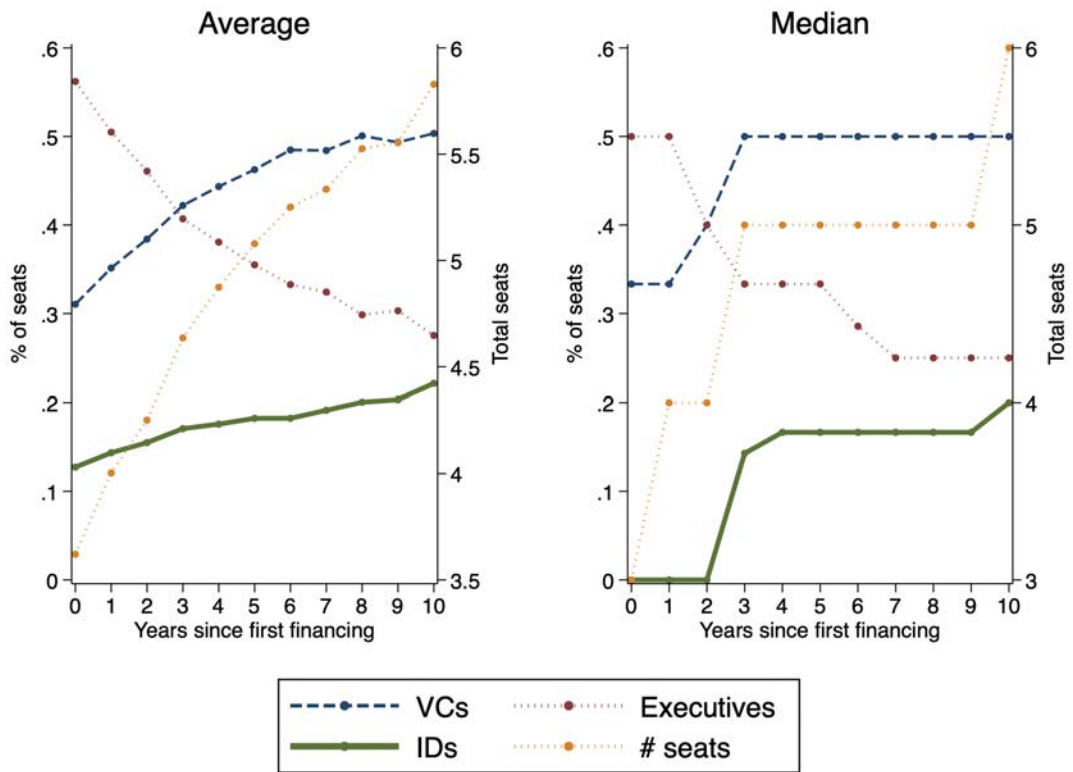 Average
.6
.5
.4
.3
.2
.1
0
% of seats
6
5.5
5
4.5
4
3.5
Total seats
0 1 2 3 4 5 6 7 8 9 10
Years since first financing
Median
.6
.5
.4
.3
.2
.1
0
% of seats
6
5
4
3
Total seats
0 1 2 3 4 5 6 7 8 9 10
Years since first financing
VCs
Executives
IDs
# seats